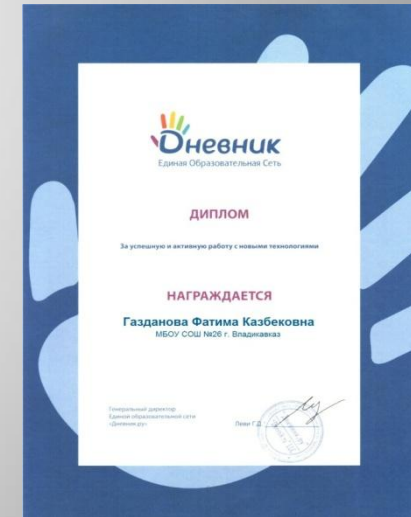 Дневник
Единая Образовательная Сеть
ДИПЛОМ
За успешную и активную работу с новыми технологиями
НАГРАЖДАЕТСЯ
Газданова Фатима Казбековна
МБОУ СОШ №26 г. Владикавказ
Генеральный директор
Единой образовательной сети
«Дневник.ру»
Леви Г.Д.